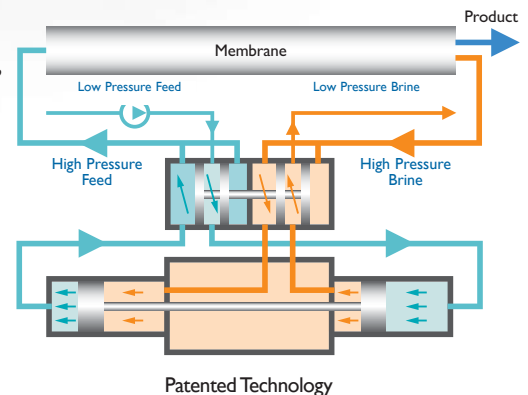 Product
Membrane
Low Pressure Feed
Low Pressure Brine
High Pressure
Feed
High Pressure
Brine
Patented Technology